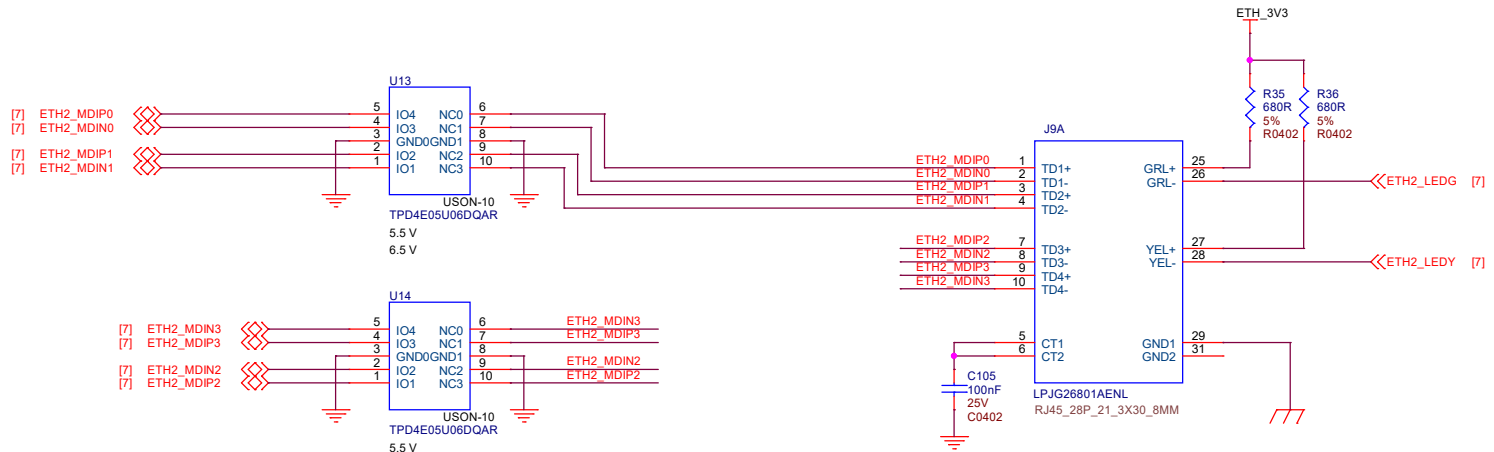 ETH_3V3
U13
[7] ETH2_MDIP0 5 IO4 NC0 6
[7] ETH2_MDIN0 4 IO3 NC1 7
3 GND0 GND1 8
[7] ETH2_MDIP1 2 IO2 NC2 9
[7] ETH2_MDIN1 1 IO1 NC3 10
USON-10
TPD4E05U06DQAR
5.5 V
6.5 V
R35
680R
5%
R0402
R36
680R
5%
R0402
J9A
ETH2_MDIP0 1 TD1+ GRL+ 25
ETH2_MDIN0 2 TD1- GRL- 26 ETH2_LEDG [7]
ETH2_MDIP1 3 TD2+
ETH2_MDIN1 4 TD2-
ETH2_MDIP2 7 TD3+ YEL+ 27
ETH2_MDIN2 8 TD3- YEL- 28 ETH2_LEDY [7]
ETH2_MDIP3 9 TD4+
ETH2_MDIN3 10 TD4-
5 CT1 GND1 29
6 CT2 GND2 31
LPJG26801AENL
RJ45_28P_21_3X30_8MM
C105
100nF
25V
C0402
U14
[7] ETH2_MDIN3 5 IO4 NC0 6 ETH2_MDIN3
[7] ETH2_MDIP3 4 IO3 NC1 7 ETH2_MDIP3
3 GND0 GND1 8
[7] ETH2_MDIN2 2 IO2 NC2 9 ETH2_MDIN2
[7] ETH2_MDIP2 1 IO1 NC3 10 ETH2_MDIP2
USON-10
TPD4E05U06DQAR
5.5 V